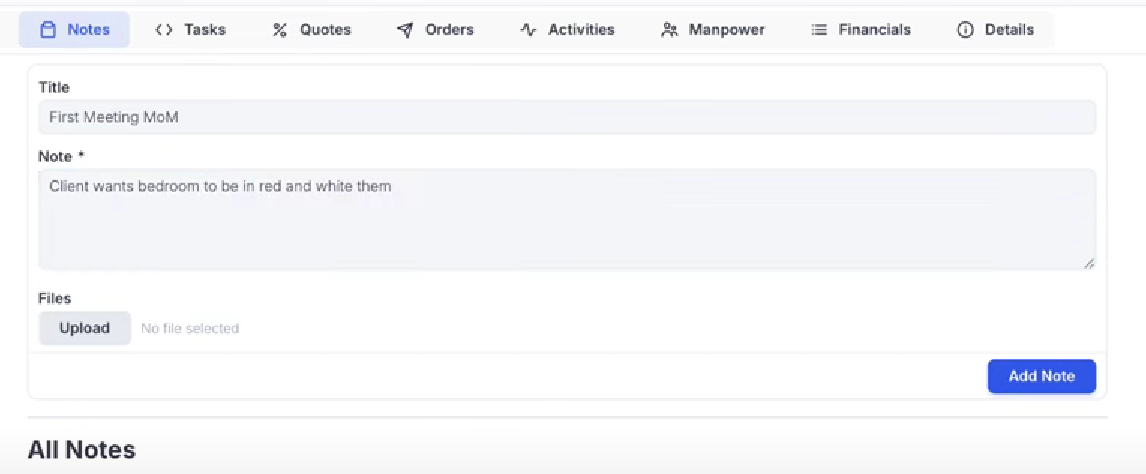 Notes Tasks Quotes Orders Activities Manpower Financials Details
Title
First Meeting MoM
Note *
Client wants bedroom to be in red and white them
Files
Upload No file selected
Add Note
All Notes